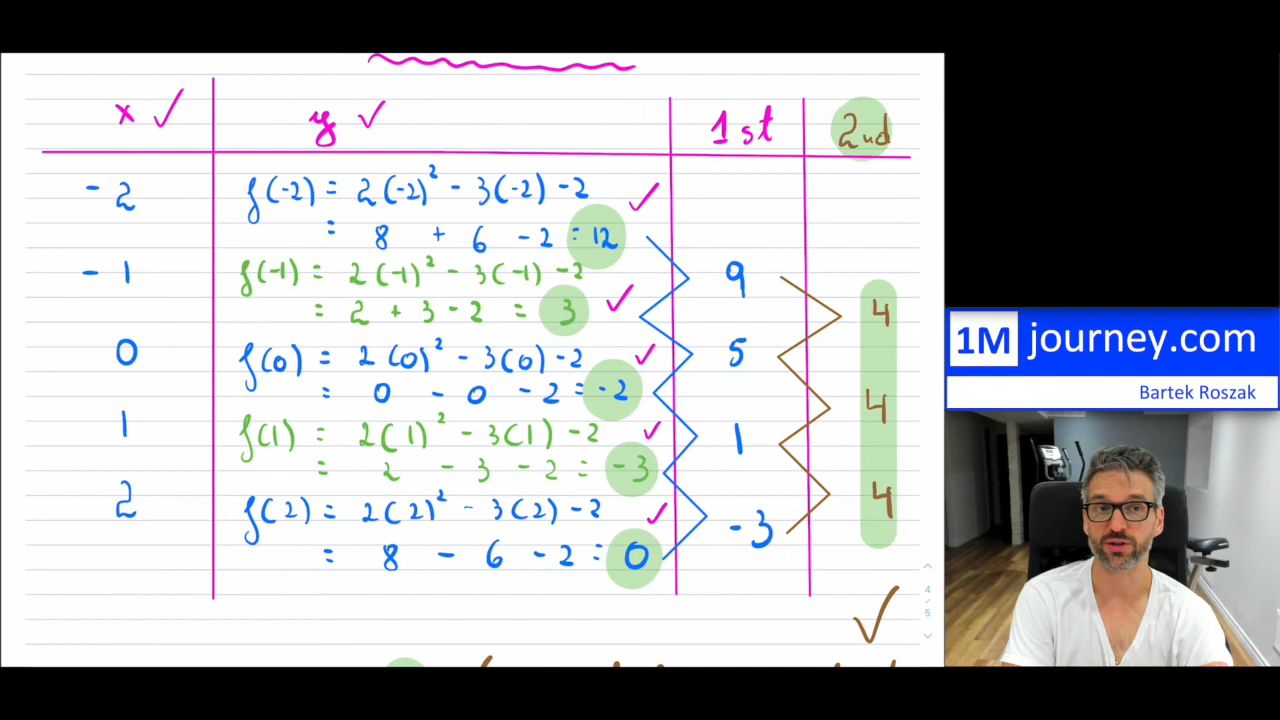 x ✓ y ✓ 1st 2nd
-2 f(-2) = 2(-2)² - 3(-2) - 2 ✓
= 8 + 6 - 2 = 12
-1 f(-1) = 2(-1)² - 3(-1) - 2 9
= 2 + 3 - 2 = 3 ✓ 4
0 f(0) = 2(0)² - 3(0) - 2 ✓ 5
= 0 - 0 - 2 = -2 4
1 f(1) = 2(1)² - 3(1) - 2 ✓ 1
= 2 - 3 - 2 = -3
2 f(2) = 2(2)² - 3(2) - 2 ✓ -3 4
= 8 - 6 - 2 = 0
✓
1M journey.com
Bartek Roszak
4
/
5